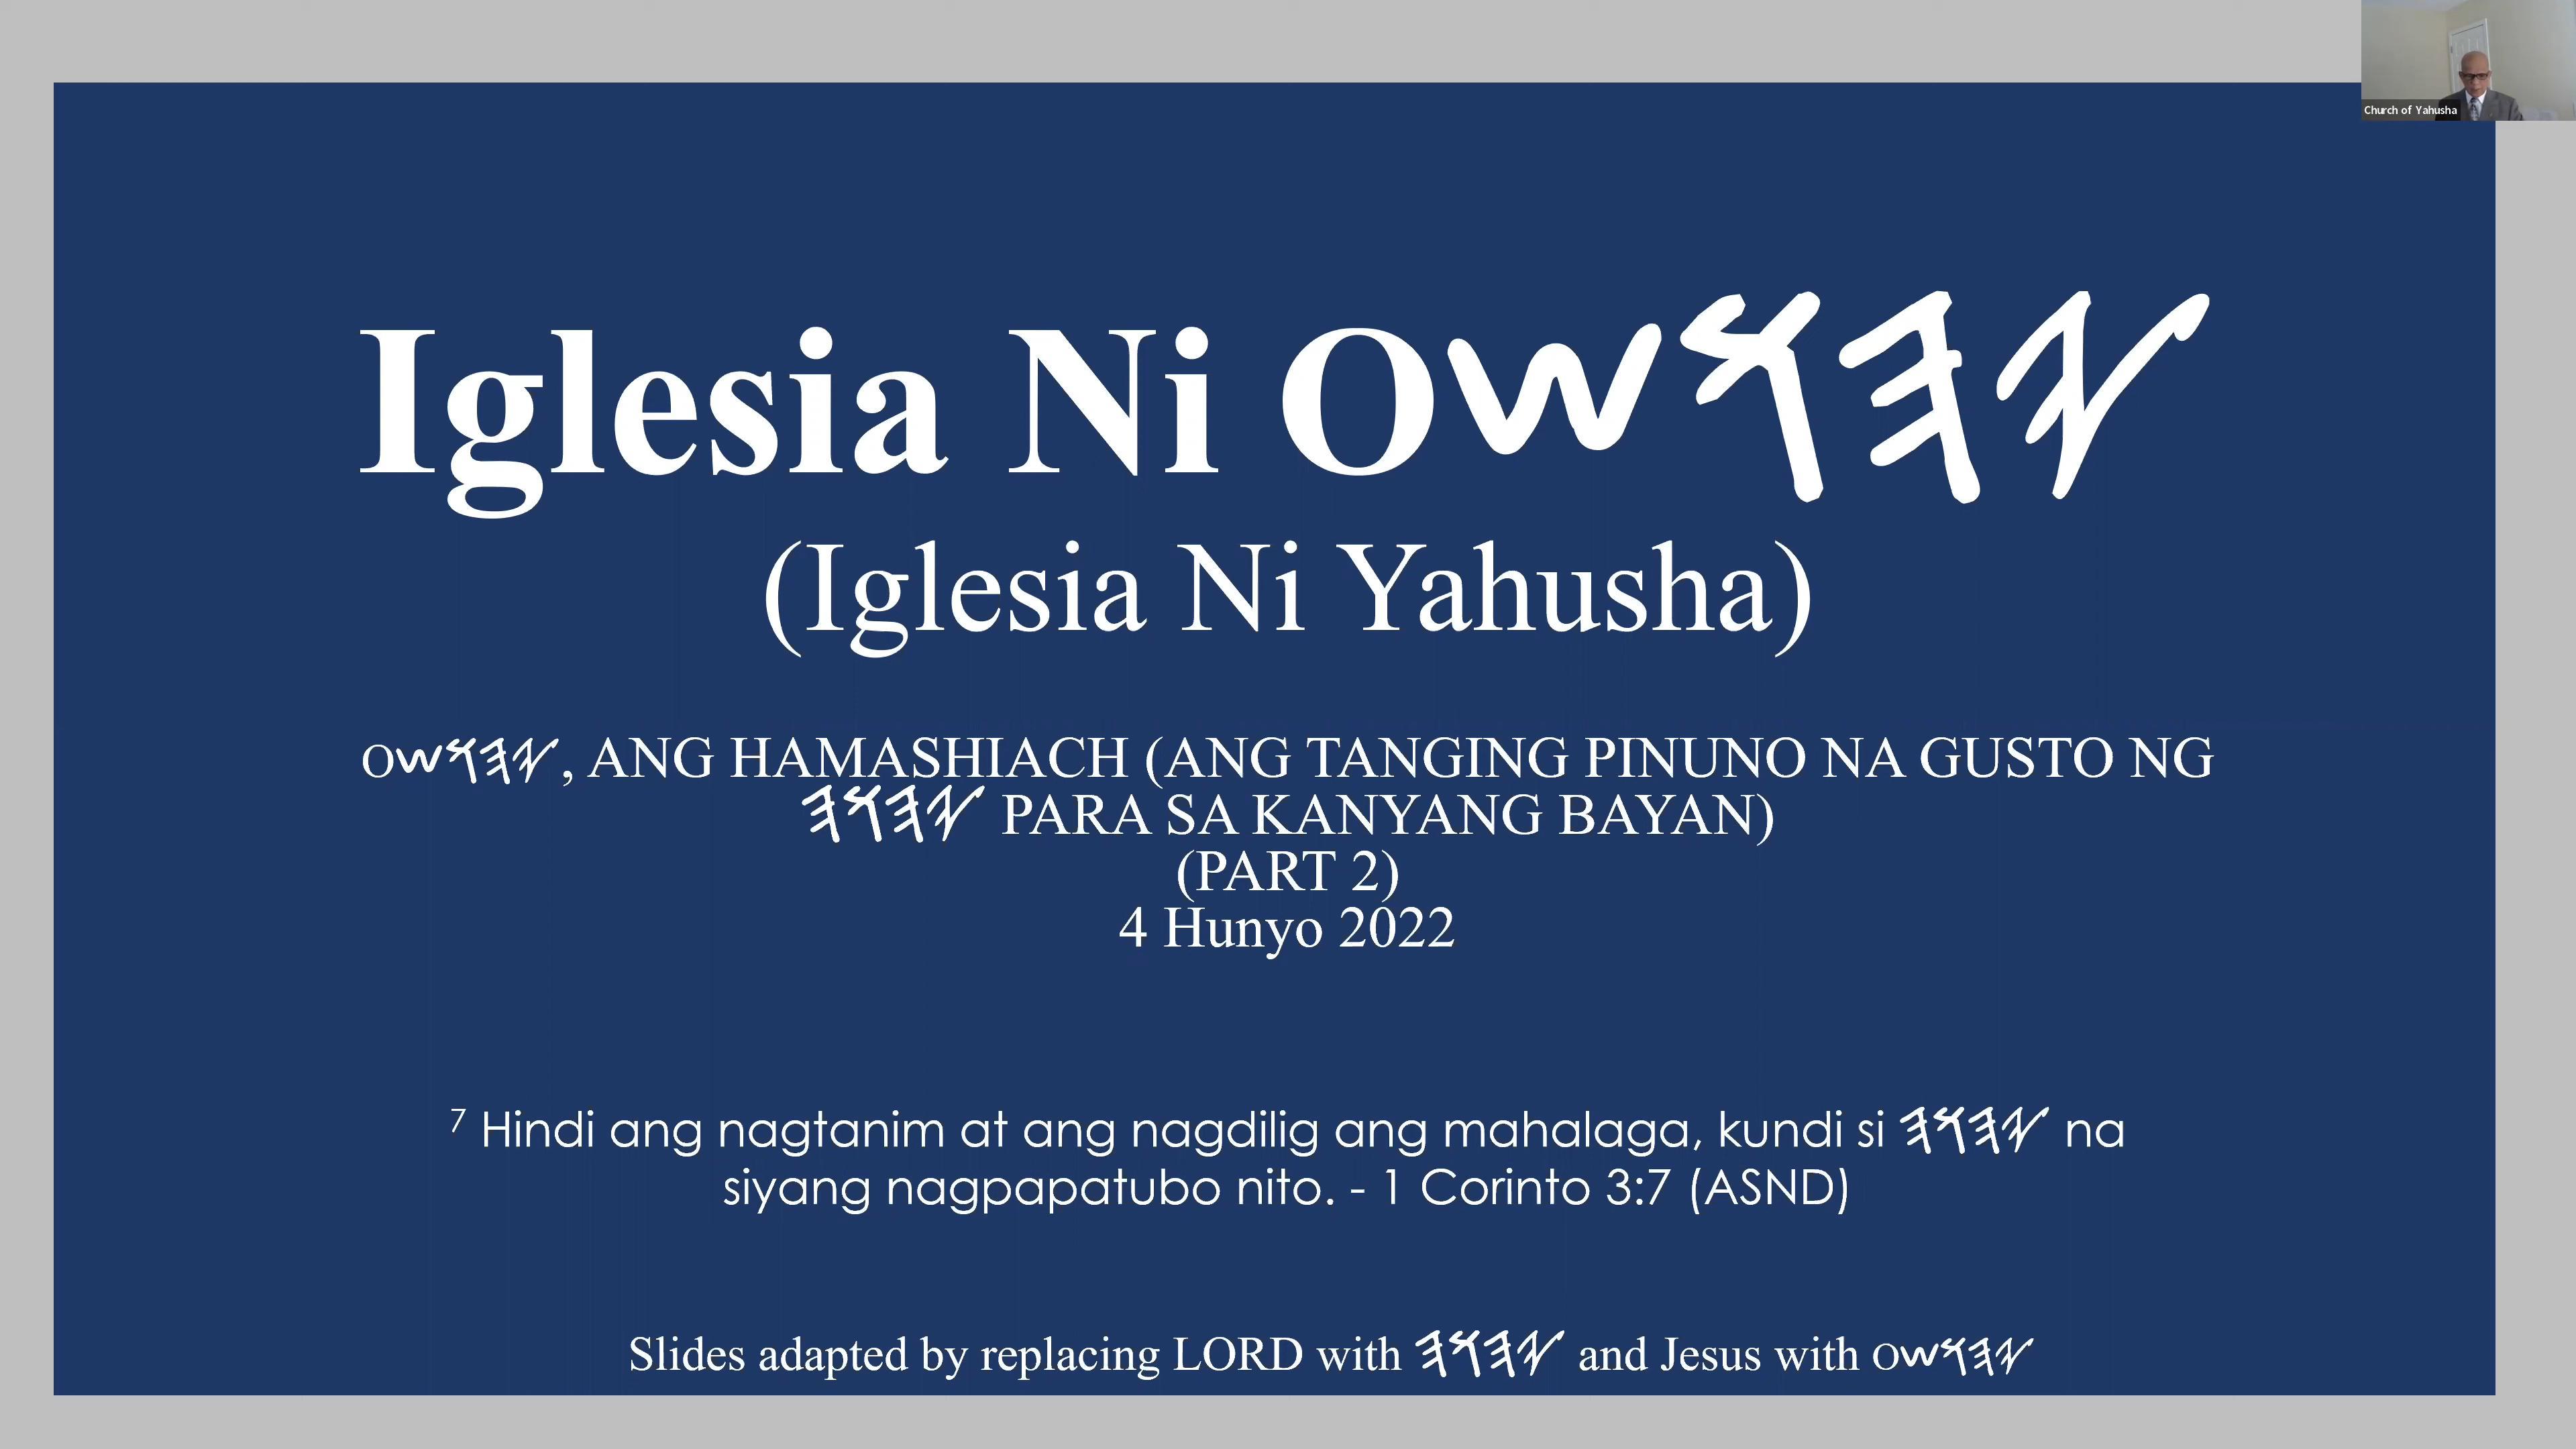 Church of Yahusha
Iglesia Ni 𐤉𐤄𐤅𐤔𐤏
(Iglesia Ni Yahusha)
𐤉𐤄𐤅𐤔𐤏, ANG HAMASHIACH (ANG TANGING PINUNO NA GUSTO NG
𐤉𐤄𐤅𐤄 PARA SA KANYANG BAYAN)
(PART 2)
4 Hunyo 2022
7 Hindi ang nagtanim at ang nagdilig ang mahalaga, kundi si 𐤉𐤄𐤅𐤄 na
siyang nagpapatubo nito. - 1 Corinto 3:7 (ASND)
Slides adapted by replacing LORD with 𐤉𐤄𐤅𐤄 and Jesus with 𐤉𐤄𐤅𐤔𐤏